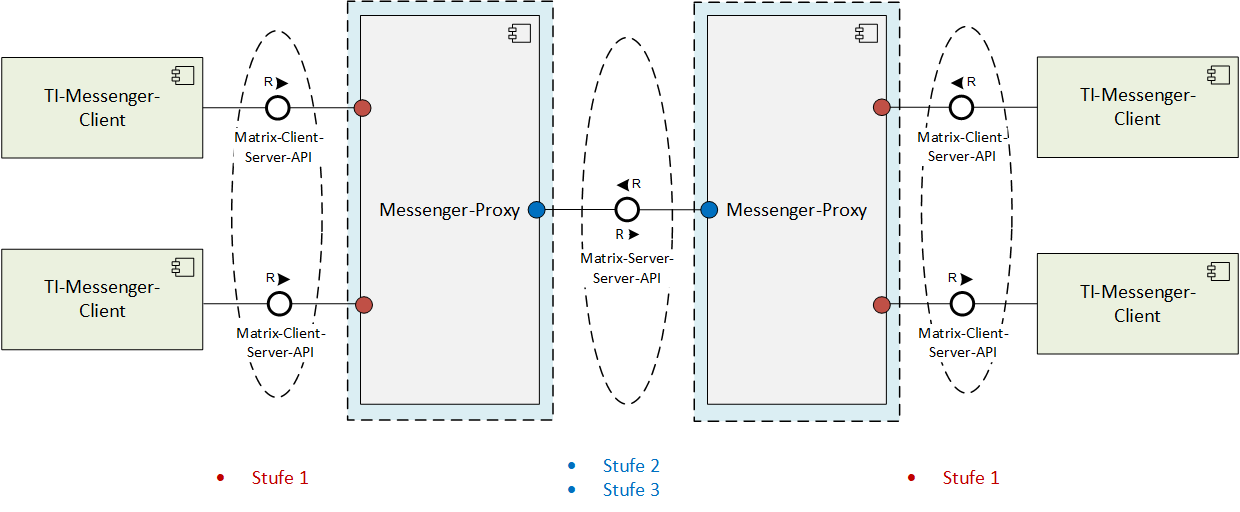 TI-Messenger-
Client
R
Matrix-Client-
Server-API
TI-Messenger-
Client
R
Matrix-Client-
Server-API
Messenger-Proxy
R
R
Matrix-Server-
Server-API
Messenger-Proxy
R
Matrix-Client-
Server-API
TI-Messenger-
Client
R
Matrix-Client-
Server-API
TI-Messenger-
Client
• Stufe 1
• Stufe 2
• Stufe 3
• Stufe 1